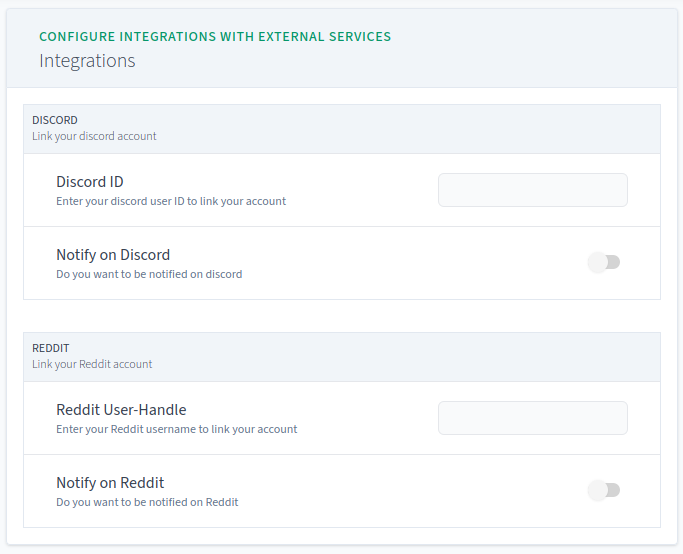 CONFIGURE INTEGRATIONS WITH EXTERNAL SERVICES
Integrations
DISCORD
Link your discord account
Discord ID
Enter your discord user ID to link your account
Notify on Discord
Do you want to be notified on discord
REDDIT
Link your Reddit account
Reddit User-Handle
Enter your Reddit username to link your account
Notify on Reddit
Do you want to be notified on Reddit